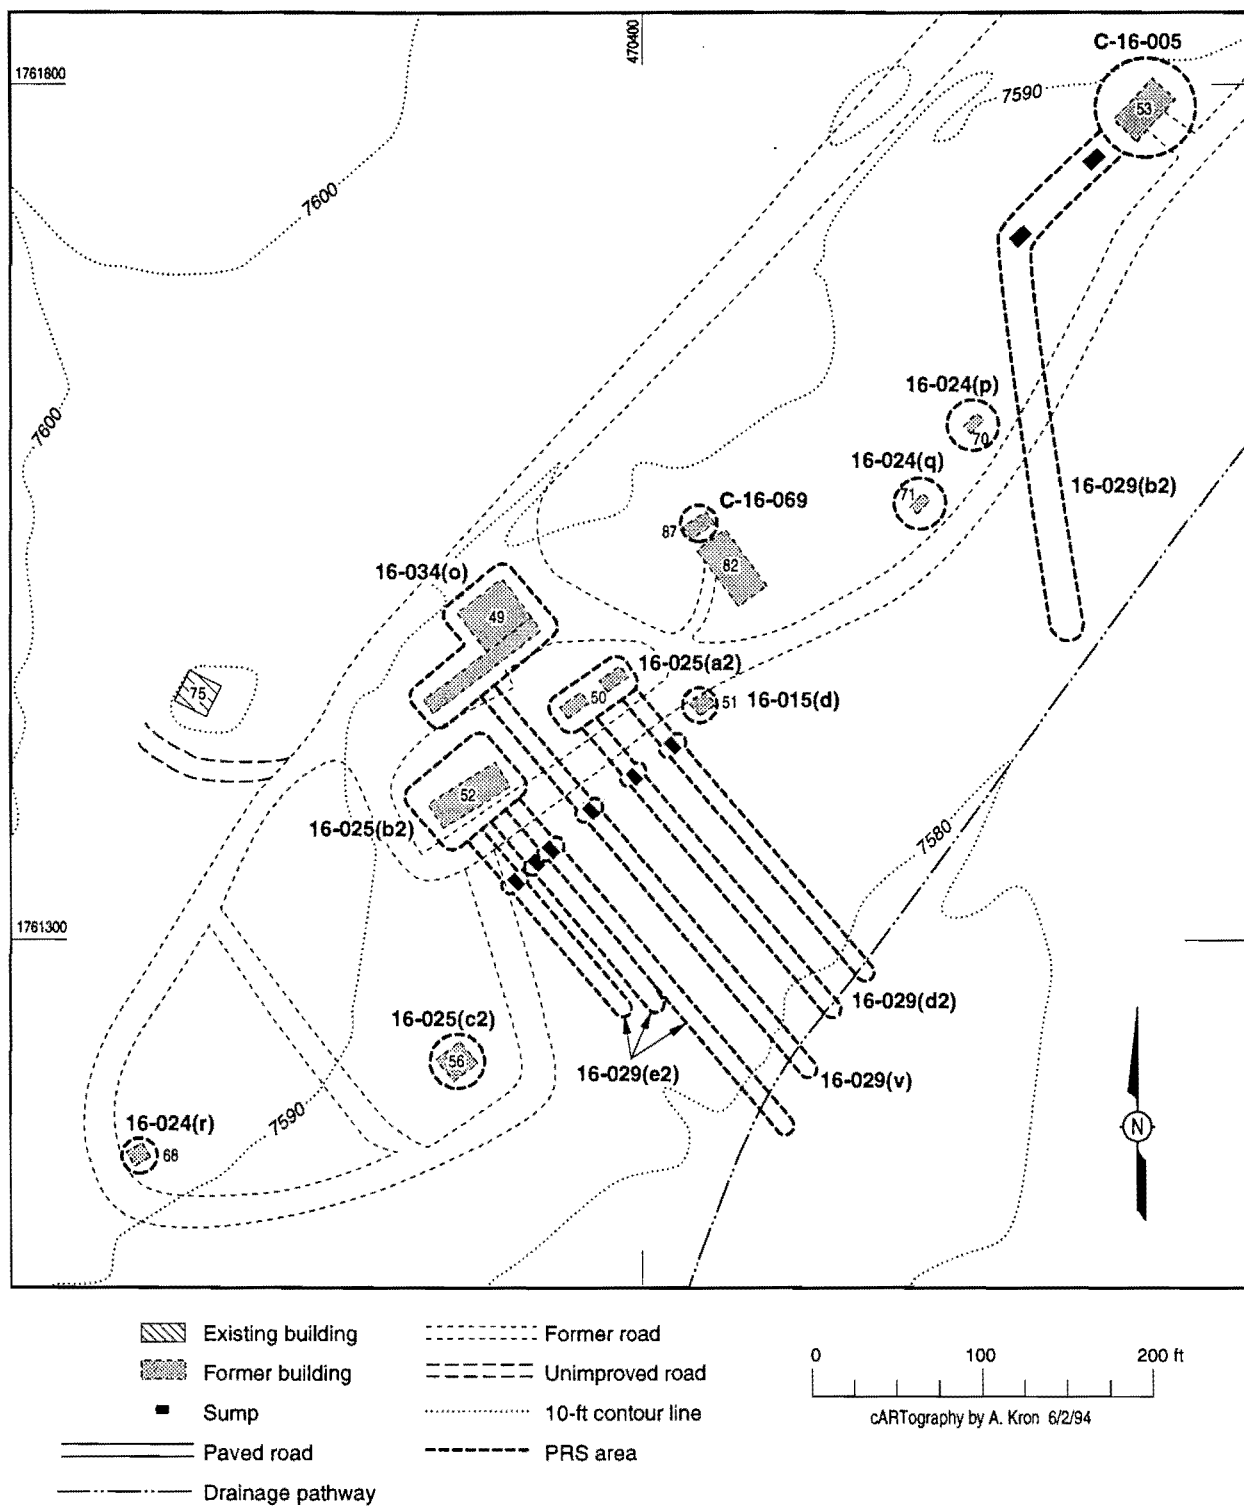 470400
C-16-005
1761800
7590
53
7600
7600
16-024(p)
70
16-024(q)
71
16-029(b2)
C-16-069
87
82
16-034(o)
49
16-025(a2)
50
51
16-015(d)
75
52
16-025(b2)
7580
1761300
16-029(d2)
16-025(c2)
56
16-029(e2)
16-029(v)
7590
16-024(r)
68
N
Existing building
Former building
Sump
Paved road
Drainage pathway
Former road
Unimproved road
10-ft contour line
PRS area
0 100 200 ft
cARTography by A. Kron 6/2/94